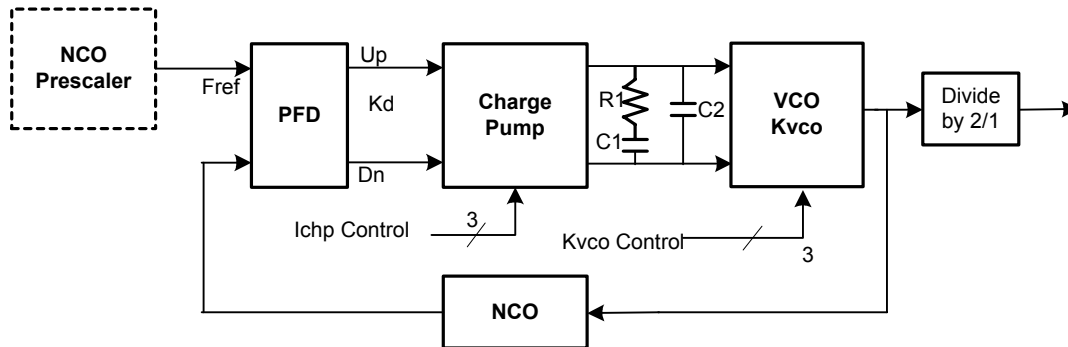 NCO
Prescaler
Fref
PFD
Up
Kd
Dn
Charge
Pump
R1
C1
C2
VCO
Kvco
Divide
by 2/1
Ichp Control
3
Kvco Control
3
NCO